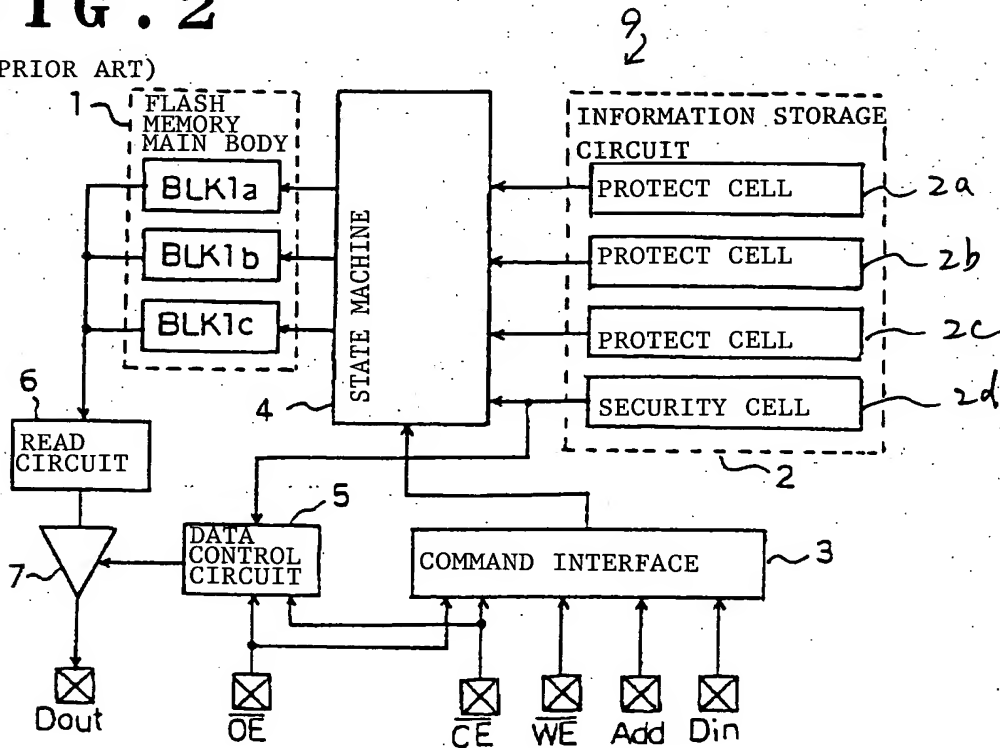 IG.2
9
PRIOR ART)
1
FLASH
MEMORY
MAIN BODY
BLK1a
BLK1b
BLK1c
STATE MACHINE
4
INFORMATION STORAGE
CIRCUIT
PROTECT CELL
2a
PROTECT CELL
2b
PROTECT CELL
2c
SECURITY CELL
2d
2
6
READ
CIRCUIT
7
5
DATA
CONTROL
CIRCUIT
COMMAND INTERFACE
3
Dout
OE
CE
WE
Add
Din